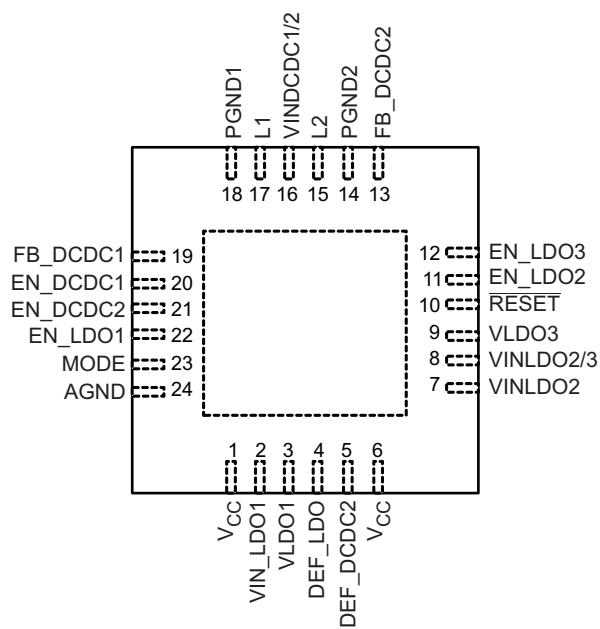 PGND1
L1
VINDCDC1/2
L2
PGND2
FB_DCDC2
18 17 16 15 14 13
FB_DCDC1 19
EN_DCDC1 20
EN_DCDC2 21
EN_LDO1 22
MODE 23
AGND 24
12 EN_LDO3
11 EN_LDO2
10 RESET
9 VLDO3
8 VINLDO2/3
7 VINLDO2
1 2 3 4 5 6
VCC
VIN_LDO1
VLDO1
DEF_LDO
DEF_DCDC2
VCC